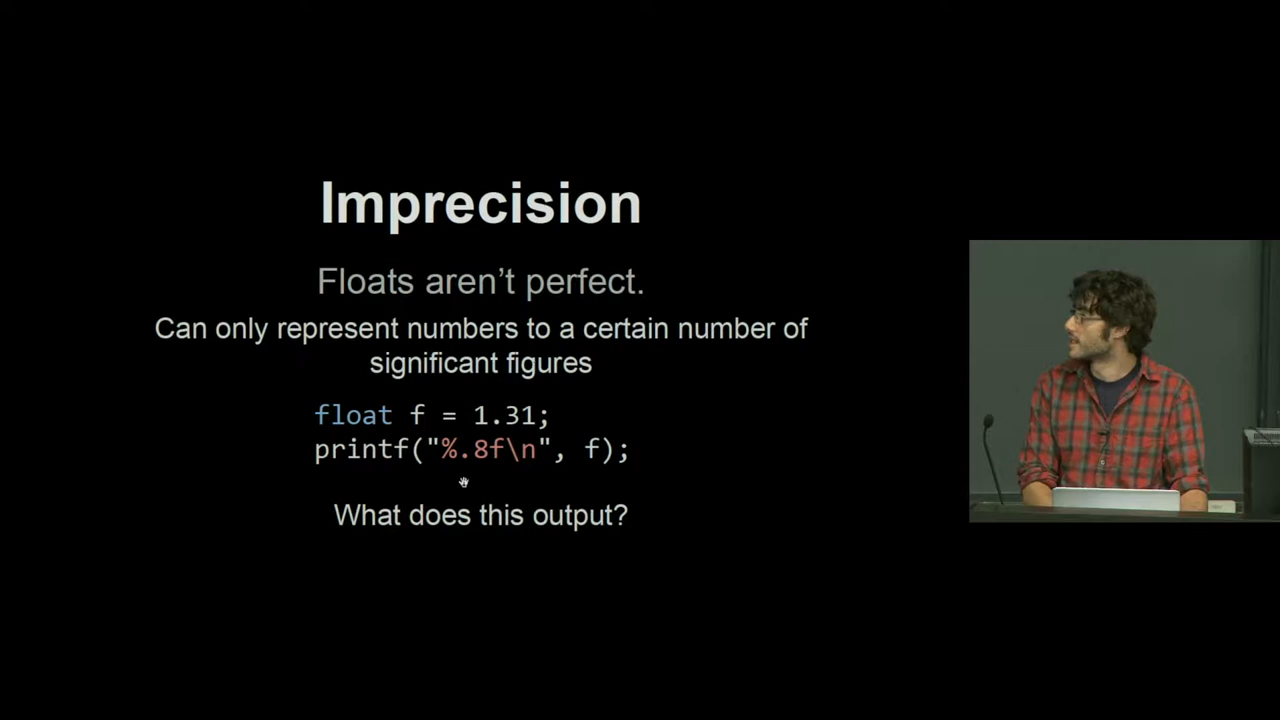 Imprecision
Floats aren’t perfect.
Can only represent numbers to a certain number of
significant figures
float f = 1.31;
printf("%.8f\n", f);
What does this output?